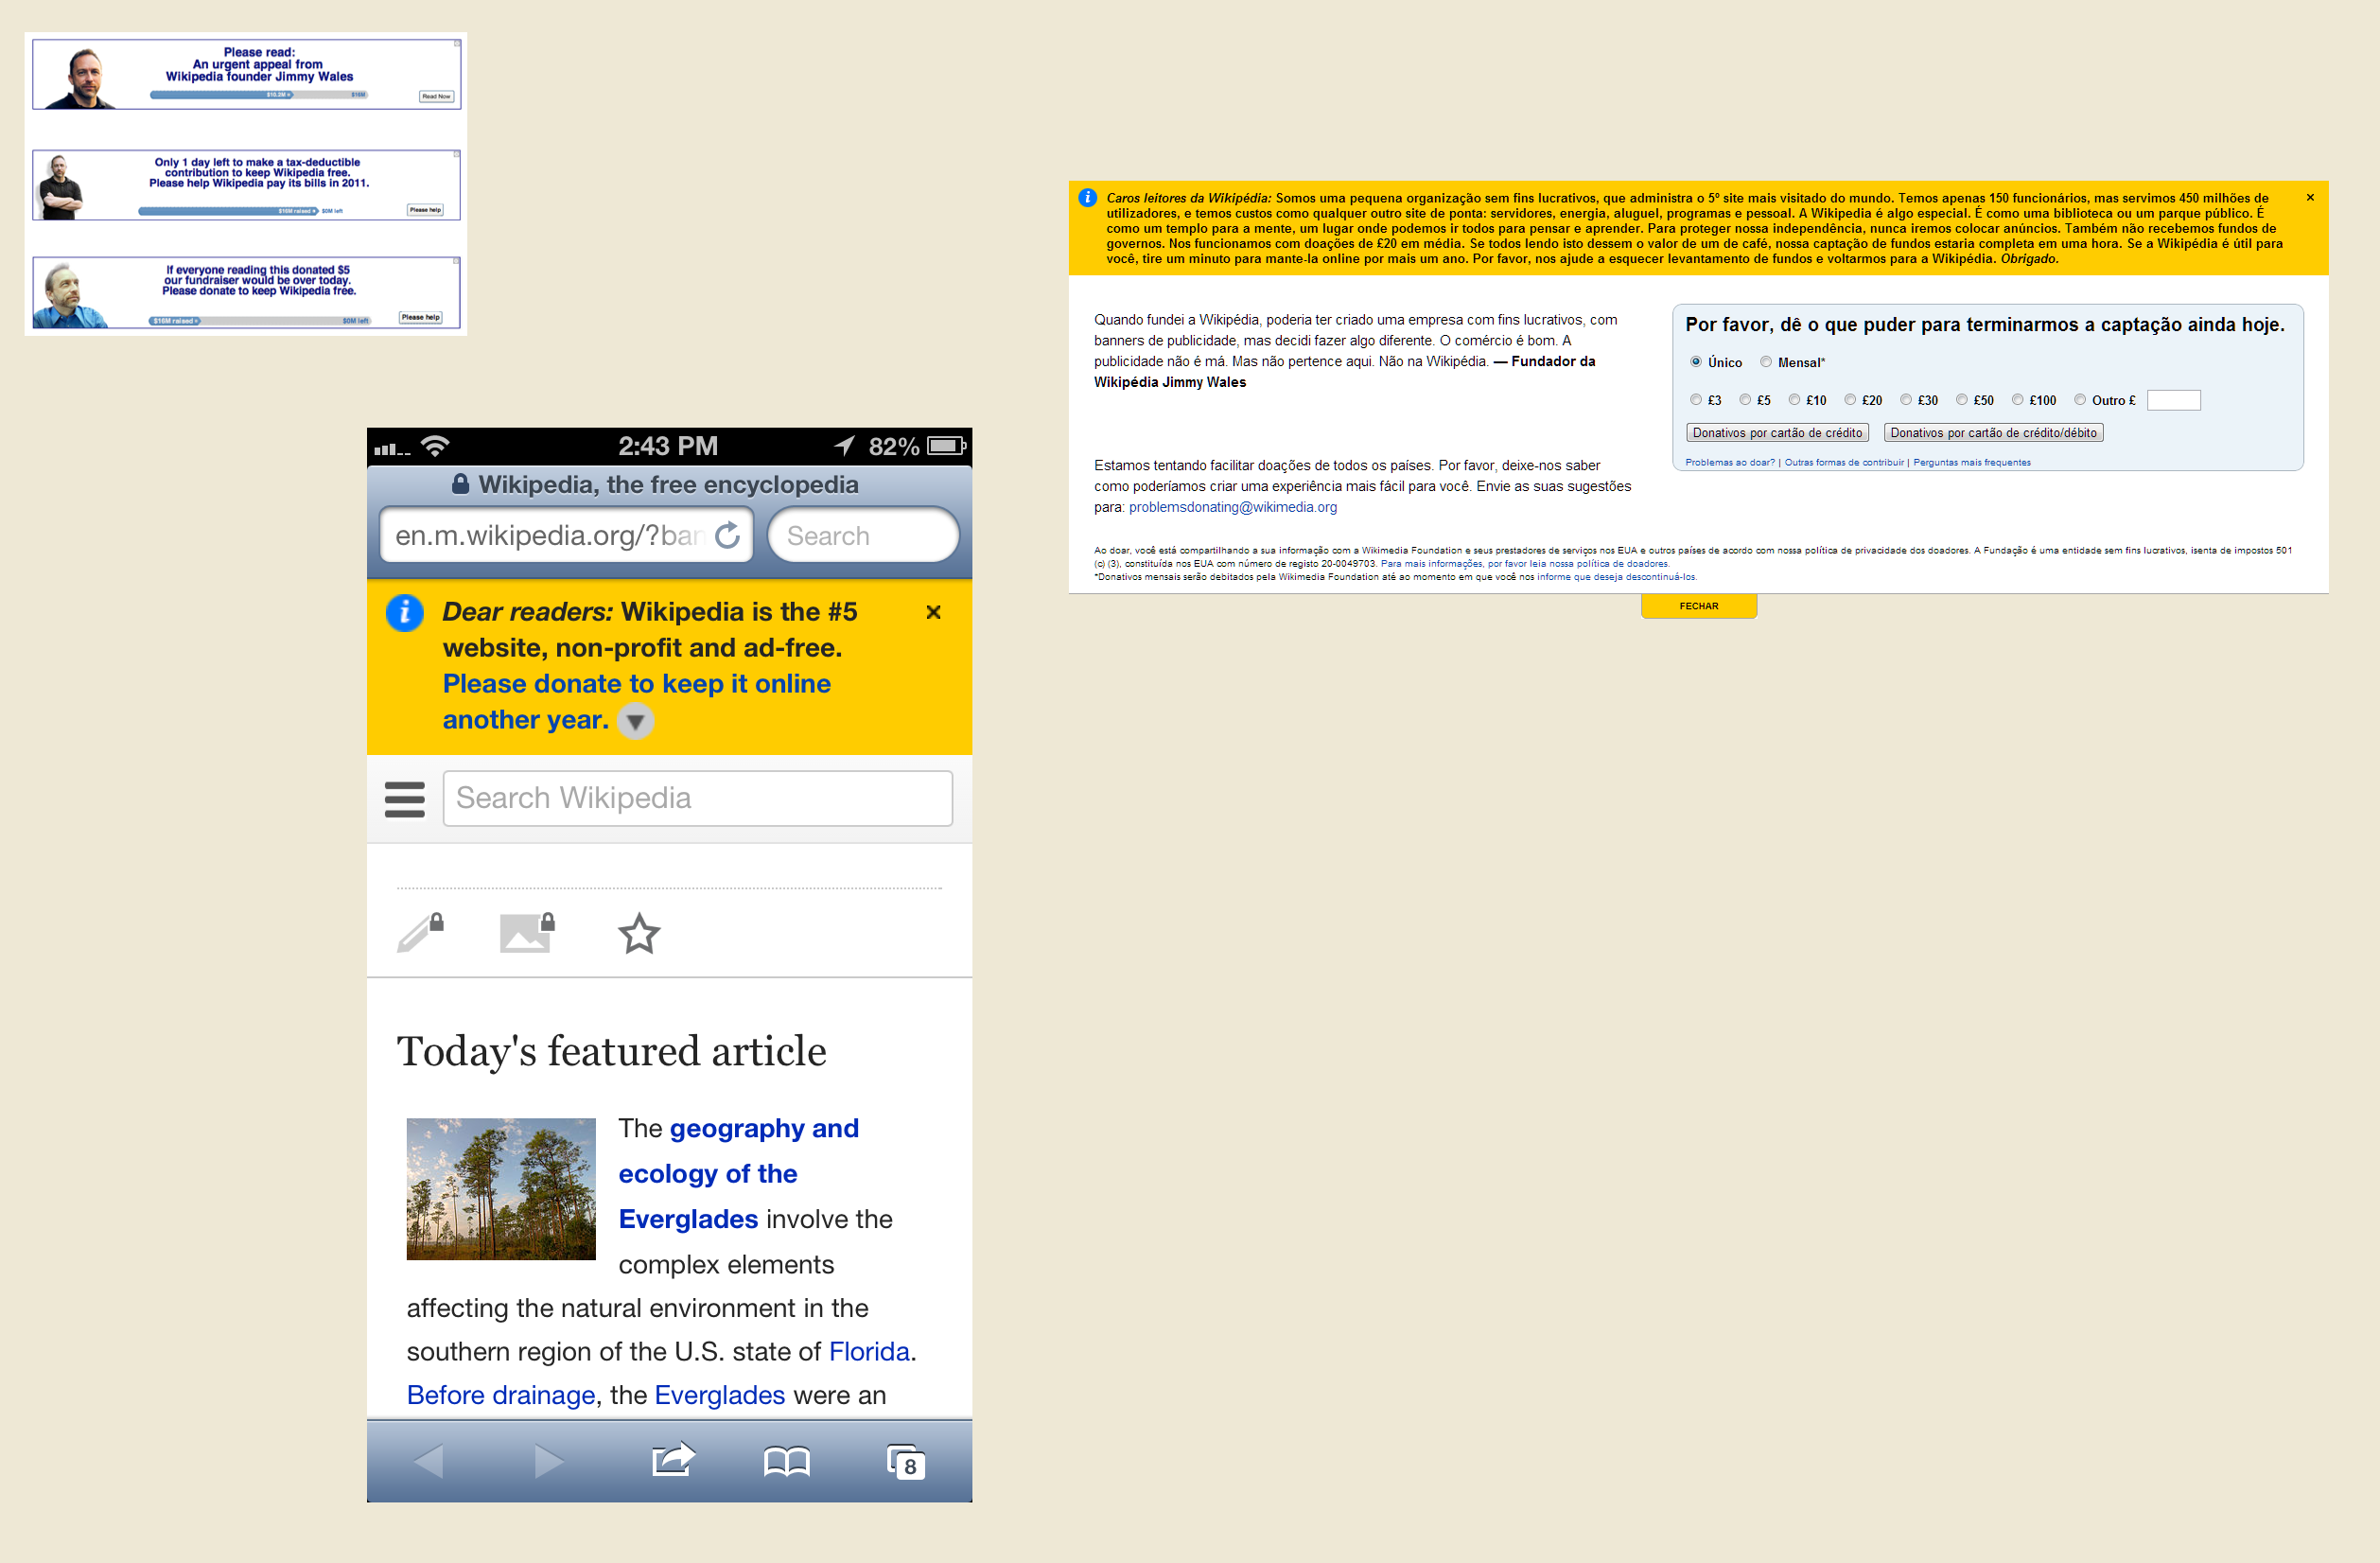 Please read:
An urgent appeal from
Wikipedia founder Jimmy Wales
$16M
Read Now
Only 1 day left to make a tax-deductible
contribution to keep Wikipedia free.
Please help Wikipedia pay its bills in 2011.
$16M raised
$0M left
Please help
If everyone reading this donated $5
our fundraiser would be over today.
Please donate to keep Wikipedia free.
$16M raised
$0M left
Please help
Caros leitores da Wikipédia: Somos uma pequena organização sem fins lucrativos, que administra o 5º site mais visitado do mundo. Temos apenas 150 funcionários, mas servimos 450 milhões de
utilizadores, e temos custos como qualquer outro site de ponta: servidores, energia, aluguel, programas e pessoal. A Wikipedia é algo especial. É como uma biblioteca ou um parque público. É
como um templo para a mente, um lugar onde podemos ir todos para pensar e aprender. Para proteger nossa independência, nunca iremos colocar anúncios. Também não recebemos fundos de
governos. Nos funcionamos com doações de £20 em média. Se todos lendo isto dessem o valor de um de café, nossa captação de fundos estaria completa em uma hora. Se a Wikipédia é útil para
você, tire um minuto para mante-la online por mais um ano. Por favor, nos ajude a esquecer levantamento de fundos e voltarmos para a Wikipédia. Obrigado.
Quando fundei a Wikipédia, poderia ter criado uma empresa com fins lucrativos, com
banners de publicidade, mas decidi fazer algo diferente. O comércio é bom. A
publicidade não é má. Mas não pertence aqui. Não na Wikipédia. — Fundador da
Wikipédia Jimmy Wales
Estamos tentando facilitar doações de todos os países. Por favor, deixe-nos saber
como poderíamos criar uma experiência mais fácil para você. Envie as suas sugestões
para: problemsdonating@wikimedia.org
Por favor, dê o que puder para terminarmos a captação ainda hoje.
Único Mensal*
£3 £5 £10 £20 £30 £50 £100 Outro £
Donativos por cartão de crédito Donativos por cartão de crédito/débito
Problemas ao doar? | Outras formas de contribuir | Perguntas mais frequentes
Ao doar, você está compartilhando a sua informação com a Wikimedia Foundation e seus prestadores de serviços nos EUA e outros países de acordo com nossa política de privacidade dos doadores. A Fundação é uma entidade sem fins lucrativos, isenta de impostos 501
(c) (3), constituída nos EUA com número de registo 20-0049703. Para mais informações, por favor leia nossa política de doadores.
*Donativos mensais serão debitados pela Wikimedia Foundation até ao momento em que você nos informe que deseja descontinuá-los.
FECHAR
2:43 PM
82%
Wikipedia, the free encyclopedia
en.m.wikipedia.org/?ban
Search
Dear readers: Wikipedia is the #5
website, non-profit and ad-free.
Please donate to keep it online
another year.
Search Wikipedia
Today's featured article
The geography and
ecology of the
Everglades involve the
complex elements
affecting the natural environment in the
southern region of the U.S. state of Florida.
Before drainage, the Everglades were an
8